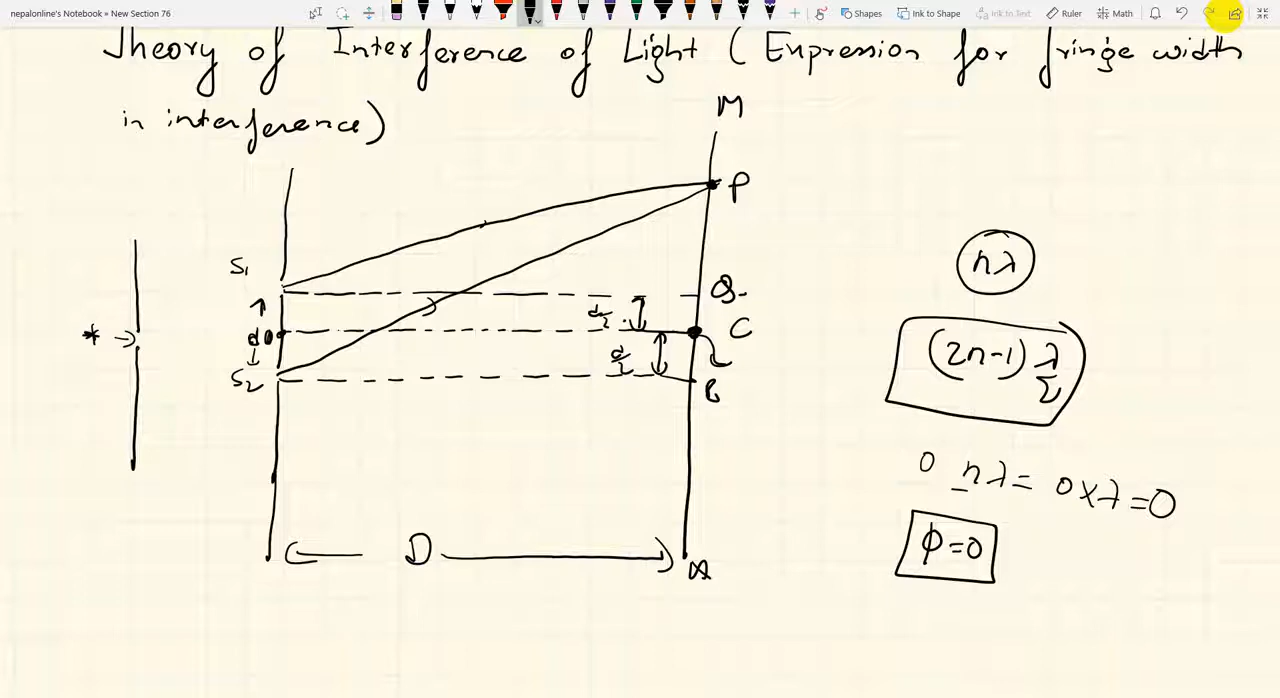 nepalonline's Notebook » New Section 76
Shapes Ink to Shape Ink to Text Ruler Math
Theory of Interference of Light ( Expression for fringe width
in interference)
M
P
S1
nλ
Q
d/2
C
d
(2n-1) λ/2
d/2
S2
0 nλ = 0×λ = 0
D
φ = 0